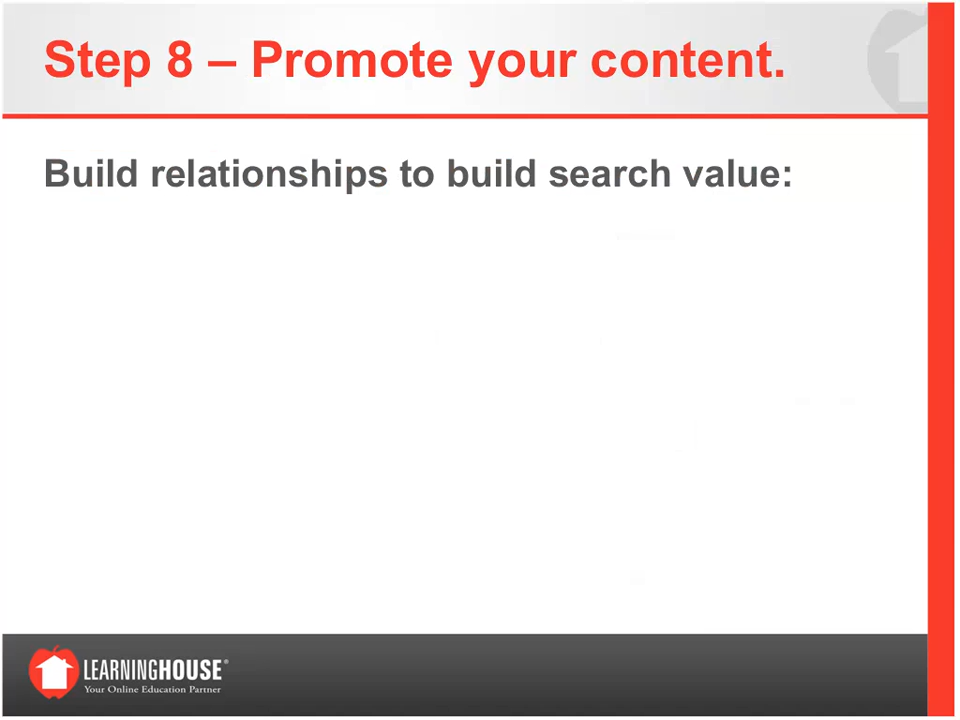 Step 8 – Promote your content.
Build relationships to build search value:
LEARNINGHOUSE®
Your Online Education Partner